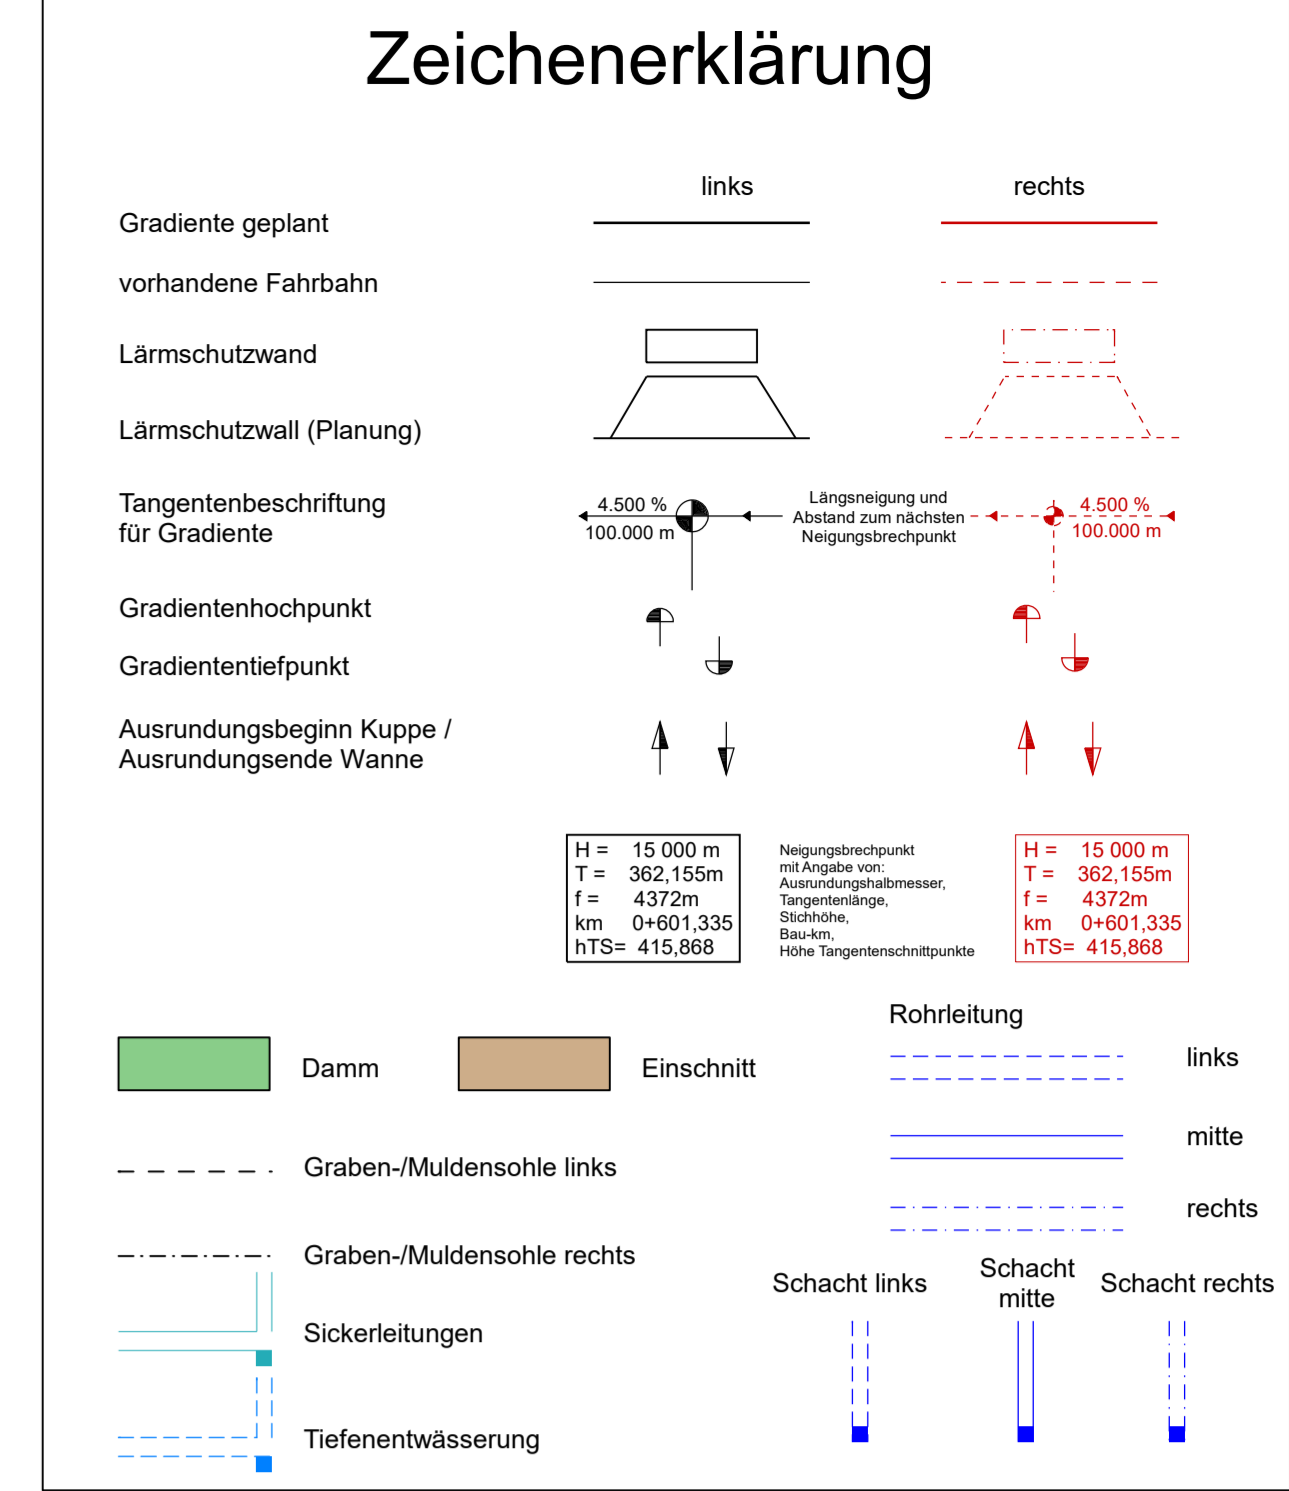 Zeichenerklärung
links
rechts
Gradiente geplant
vorhandene Fahrbahn
Lärmschutzwand
Lärmschutzwall (Planung)
Tangentenbeschriftung
für Gradiente
4.500 %
100.000 m
Längsneigung und
Abstand zum nächsten
Neigungsbrechpunkt
4.500 %
100.000 m
Gradientenhochpunkt
Gradiententiefpunkt
Ausrundungsbeginn Kuppe /
Ausrundungsende Wanne
H = 15 000 m
T = 362,155m
f = 4372m
km 0+601,335
hTS= 415,868
Neigungsbrechpunkt
mit Angabe von:
Ausrundungshalbmesser,
Tangentenlänge,
Stichhöhe,
Bau-km,
Höhe Tangentenschnittpunkte
H = 15 000 m
T = 362,155m
f = 4372m
km 0+601,335
hTS= 415,868
Damm
Einschnitt
Rohrleitung
links
mitte
rechts
Graben-/Muldensohle links
Graben-/Muldensohle rechts
Sickerleitungen
Tiefenentwässerung
Schacht links
Schacht
mitte
Schacht rechts